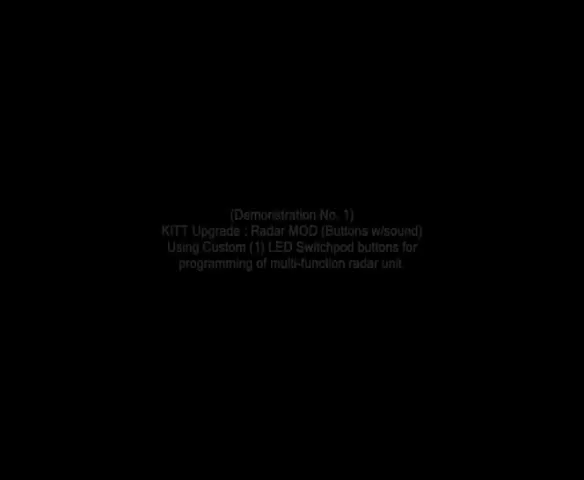 (Demonstration No. 1)
KITT Upgrade : Radar MOD (Buttons w/sound)
Using Custom (1) LED Switchpod buttons for
programming of multi-function radar unit